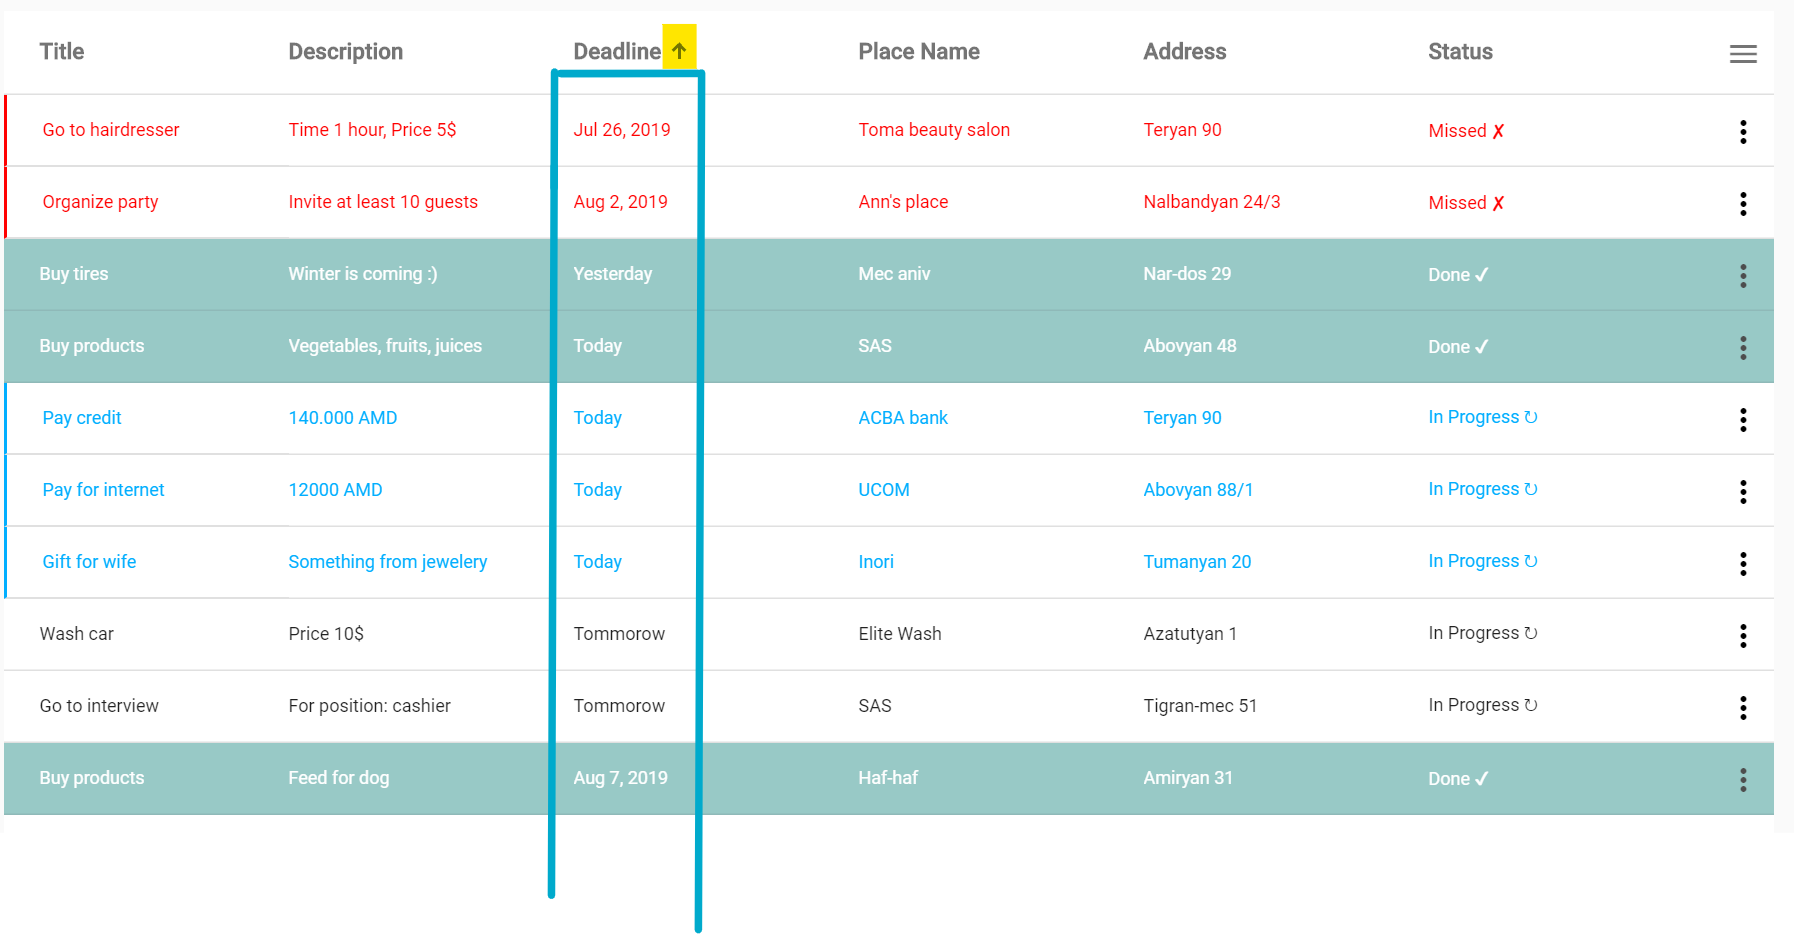 Title Description Deadline ↑ Place Name Address Status
Go to hairdresser Time 1 hour, Price 5$ Jul 26, 2019 Toma beauty salon Teryan 90 Missed ✗
Organize party Invite at least 10 guests Aug 2, 2019 Ann's place Nalbandyan 24/3 Missed ✗
Buy tires Winter is coming :) Yesterday Mec aniv Nar-dos 29 Done ✓
Buy products Vegetables, fruits, juices Today SAS Abovyan 48 Done ✓
Pay credit 140.000 AMD Today ACBA bank Teryan 90 In Progress ↻
Pay for internet 12000 AMD Today UCOM Abovyan 88/1 In Progress ↻
Gift for wife Something from jewelery Today Inori Tumanyan 20 In Progress ↻
Wash car Price 10$ Tommorow Elite Wash Azatutyan 1 In Progress ↻
Go to interview For position: cashier Tommorow SAS Tigran-mec 51 In Progress ↻
Buy products Feed for dog Aug 7, 2019 Haf-haf Amiryan 31 Done ✓